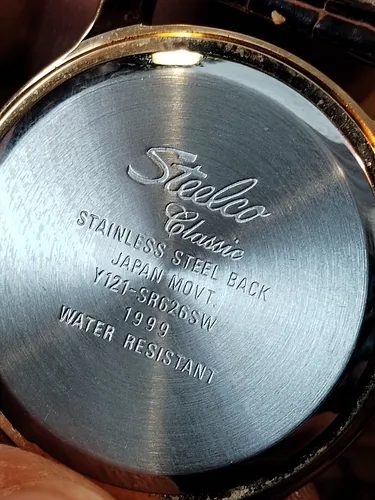 Steelco
Classic
STAINLESS STEEL BACK
JAPAN MOVT.
Y121-SR626SW
1999
WATER RESISTANT